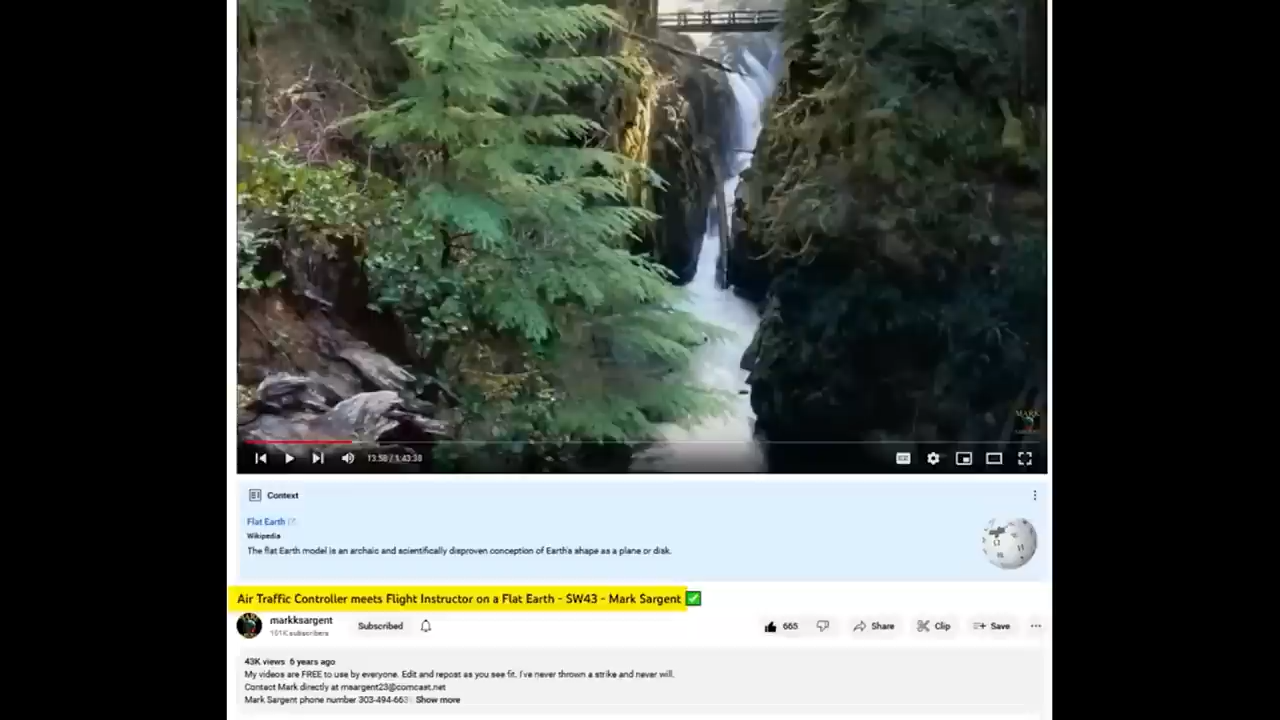 MARK
13:58 / 1:43:38
Context
Flat Earth
Wikipedia
The flat Earth model is an archaic and scientifically disproven conception of Earth's shape as a plane or disk.
Air Traffic Controller meets Flight Instructor on a Flat Earth - SW43 - Mark Sargent ✅
markksargent
101K subscribers
Subscribed
665
Share
Clip
Save
43K views 6 years ago
My videos are FREE to use by everyone. Edit and repost as you see fit. I've never thrown a strike and never will.
Contact Mark directly at msargent23@comcast.net
Mark Sargent phone number 303-494-663 Show more